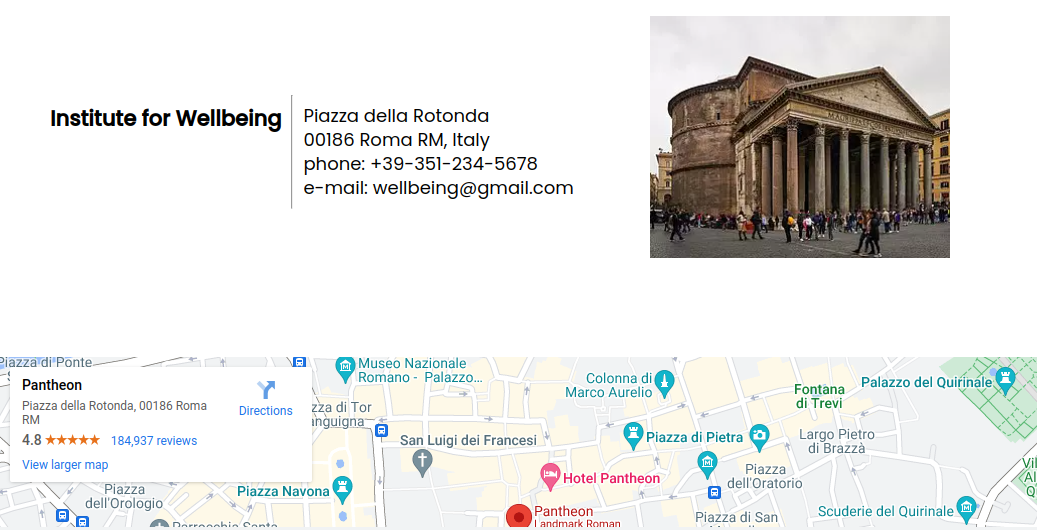 Institute for Wellbeing
Piazza della Rotonda
00186 Roma RM, Italy
phone: +39-351-234-5678
e-mail: wellbeing@gmail.com
Piazza di Ponte
Pantheon
Piazza della Rotonda, 00186 Roma
RM
4.8
184,937 reviews
View larger map
Directions
Museo Nazionale
Romano - Palazzo...
Colonna di
Marco Aurelio
Fontana
di Trevi
Palazzo del Quirinale
zza di Tor
anguigna
San Luigi dei Francesi
Piazza di Pietra
Largo Pietro
di Brazzà
Hotel Pantheon
Piazza
dell'Oratorio
Piazza
dell'Orologio
Piazza Navona
Pantheon
Landmark Roman
Piazza di San
Scuderie del Quirinale
Parrocchia Santa